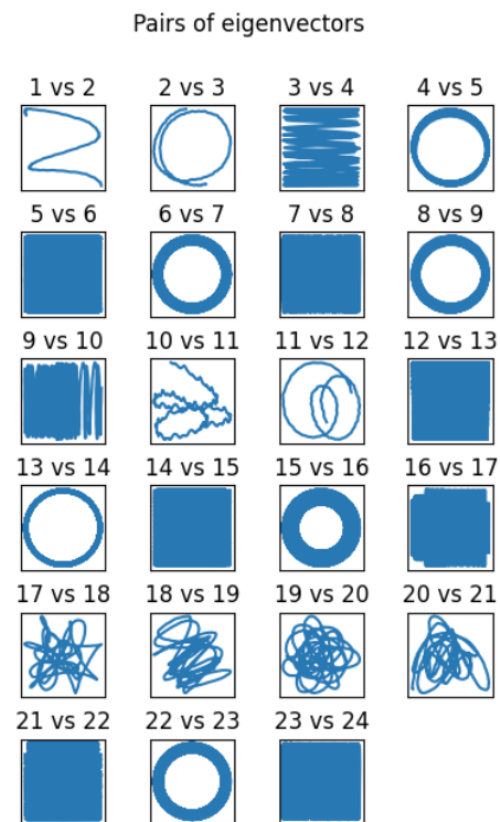 Pairs of eigenvectors
1 vs 2 2 vs 3 3 vs 4 4 vs 5
5 vs 6 6 vs 7 7 vs 8 8 vs 9
9 vs 10 10 vs 11 11 vs 12 12 vs 13
13 vs 14 14 vs 15 15 vs 16 16 vs 17
17 vs 18 18 vs 19 19 vs 20 20 vs 21
21 vs 22 22 vs 23 23 vs 24